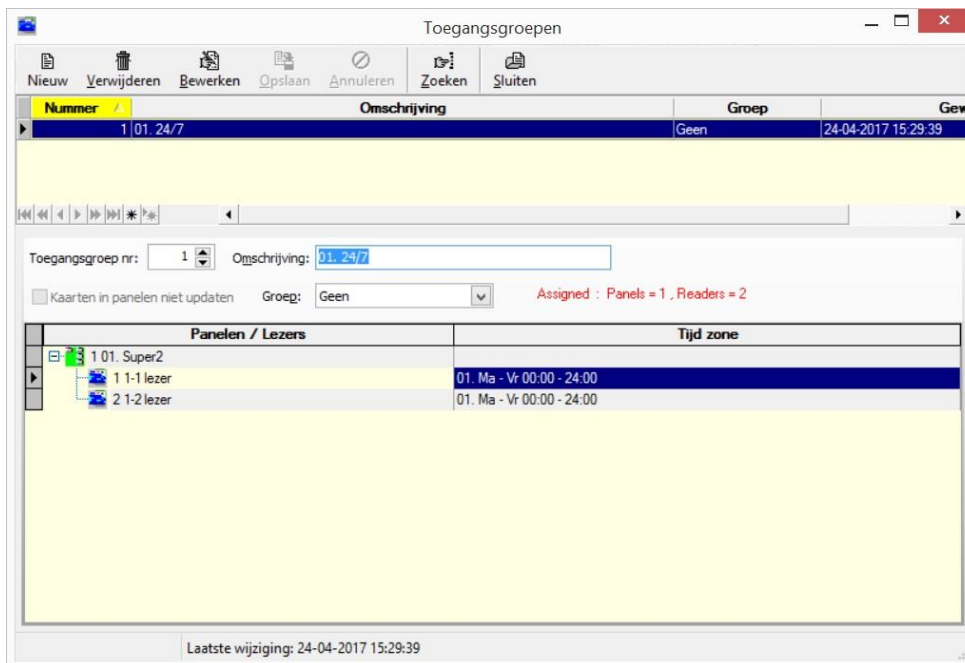 Toegangsgroepen
Nieuw Verwijderen Bewerken Opslaan Annuleren Zoeken Sluiten
Nummer Omschrijving Groep Gew
1 01. 24/7 Geen 24-04-2017 15:29:39
Toegangsgroep nr: 1 Omschrijving: 01. 24/7
Kaarten in panelen niet updaten Groep: Geen Assigned : Panels = 1 , Readers = 2
Panelen / Lezers Tijd zone
1 01. Super2
1 1-1 lezer 01. Ma - Vr 00:00 - 24:00
2 1-2 lezer 01. Ma - Vr 00:00 - 24:00
Laatste wijziging: 24-04-2017 15:29:39